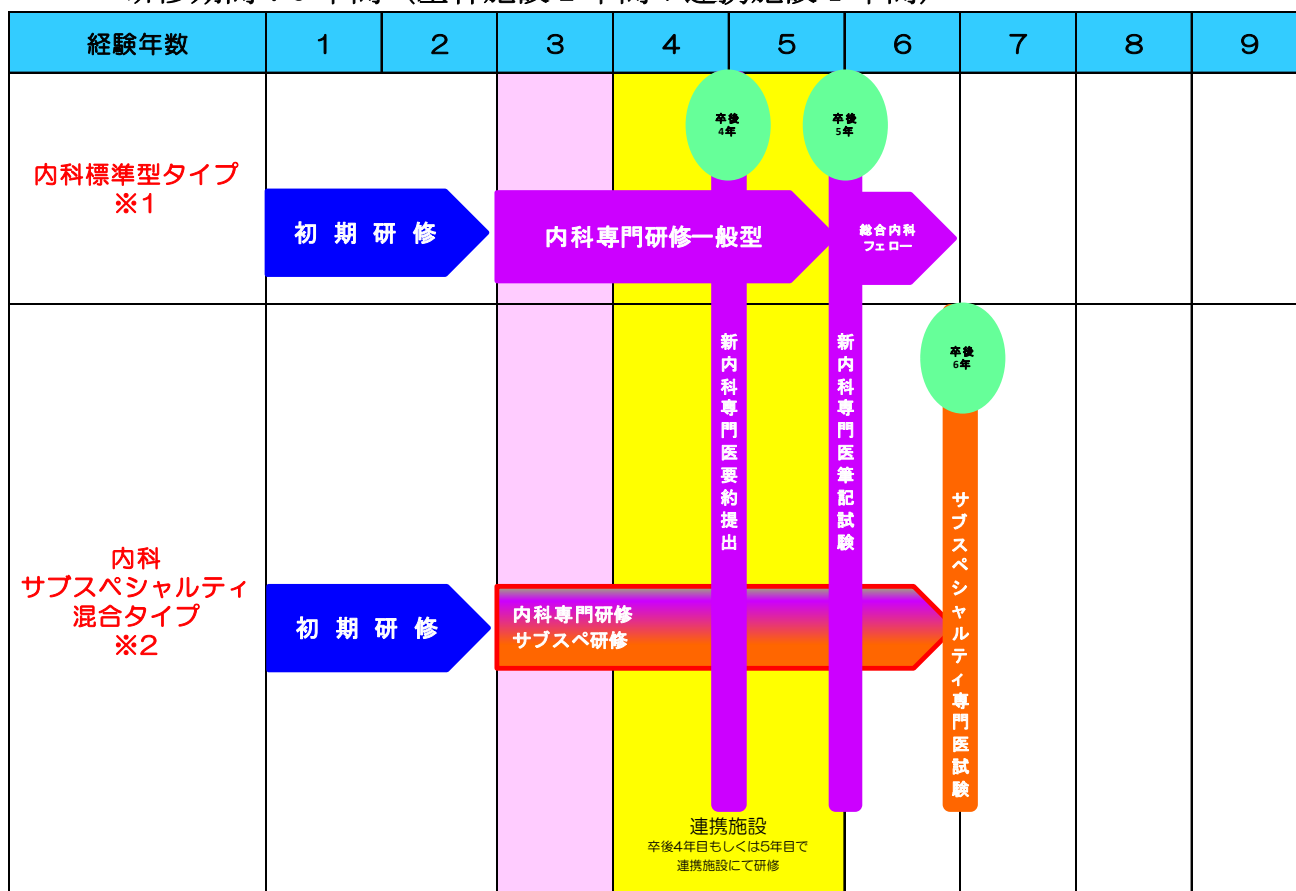 経験年数 1 2 3 4 5 6 7 8 9
卒後
4年
卒後
5年
内科標準型タイプ
※1
初期研修
内科専門研修一般型
総合内科
フェロー
新内科専門医要約提出
新内科専門医筆記試験
卒後
6年
サブスペシャルティ専門医試験
内科
サブスペシャルティ
混合タイプ
※2
初期研修
内科専門研修
サブスペ研修
連携施設
卒後4年目もしくは5年目で
連携施設にて研修